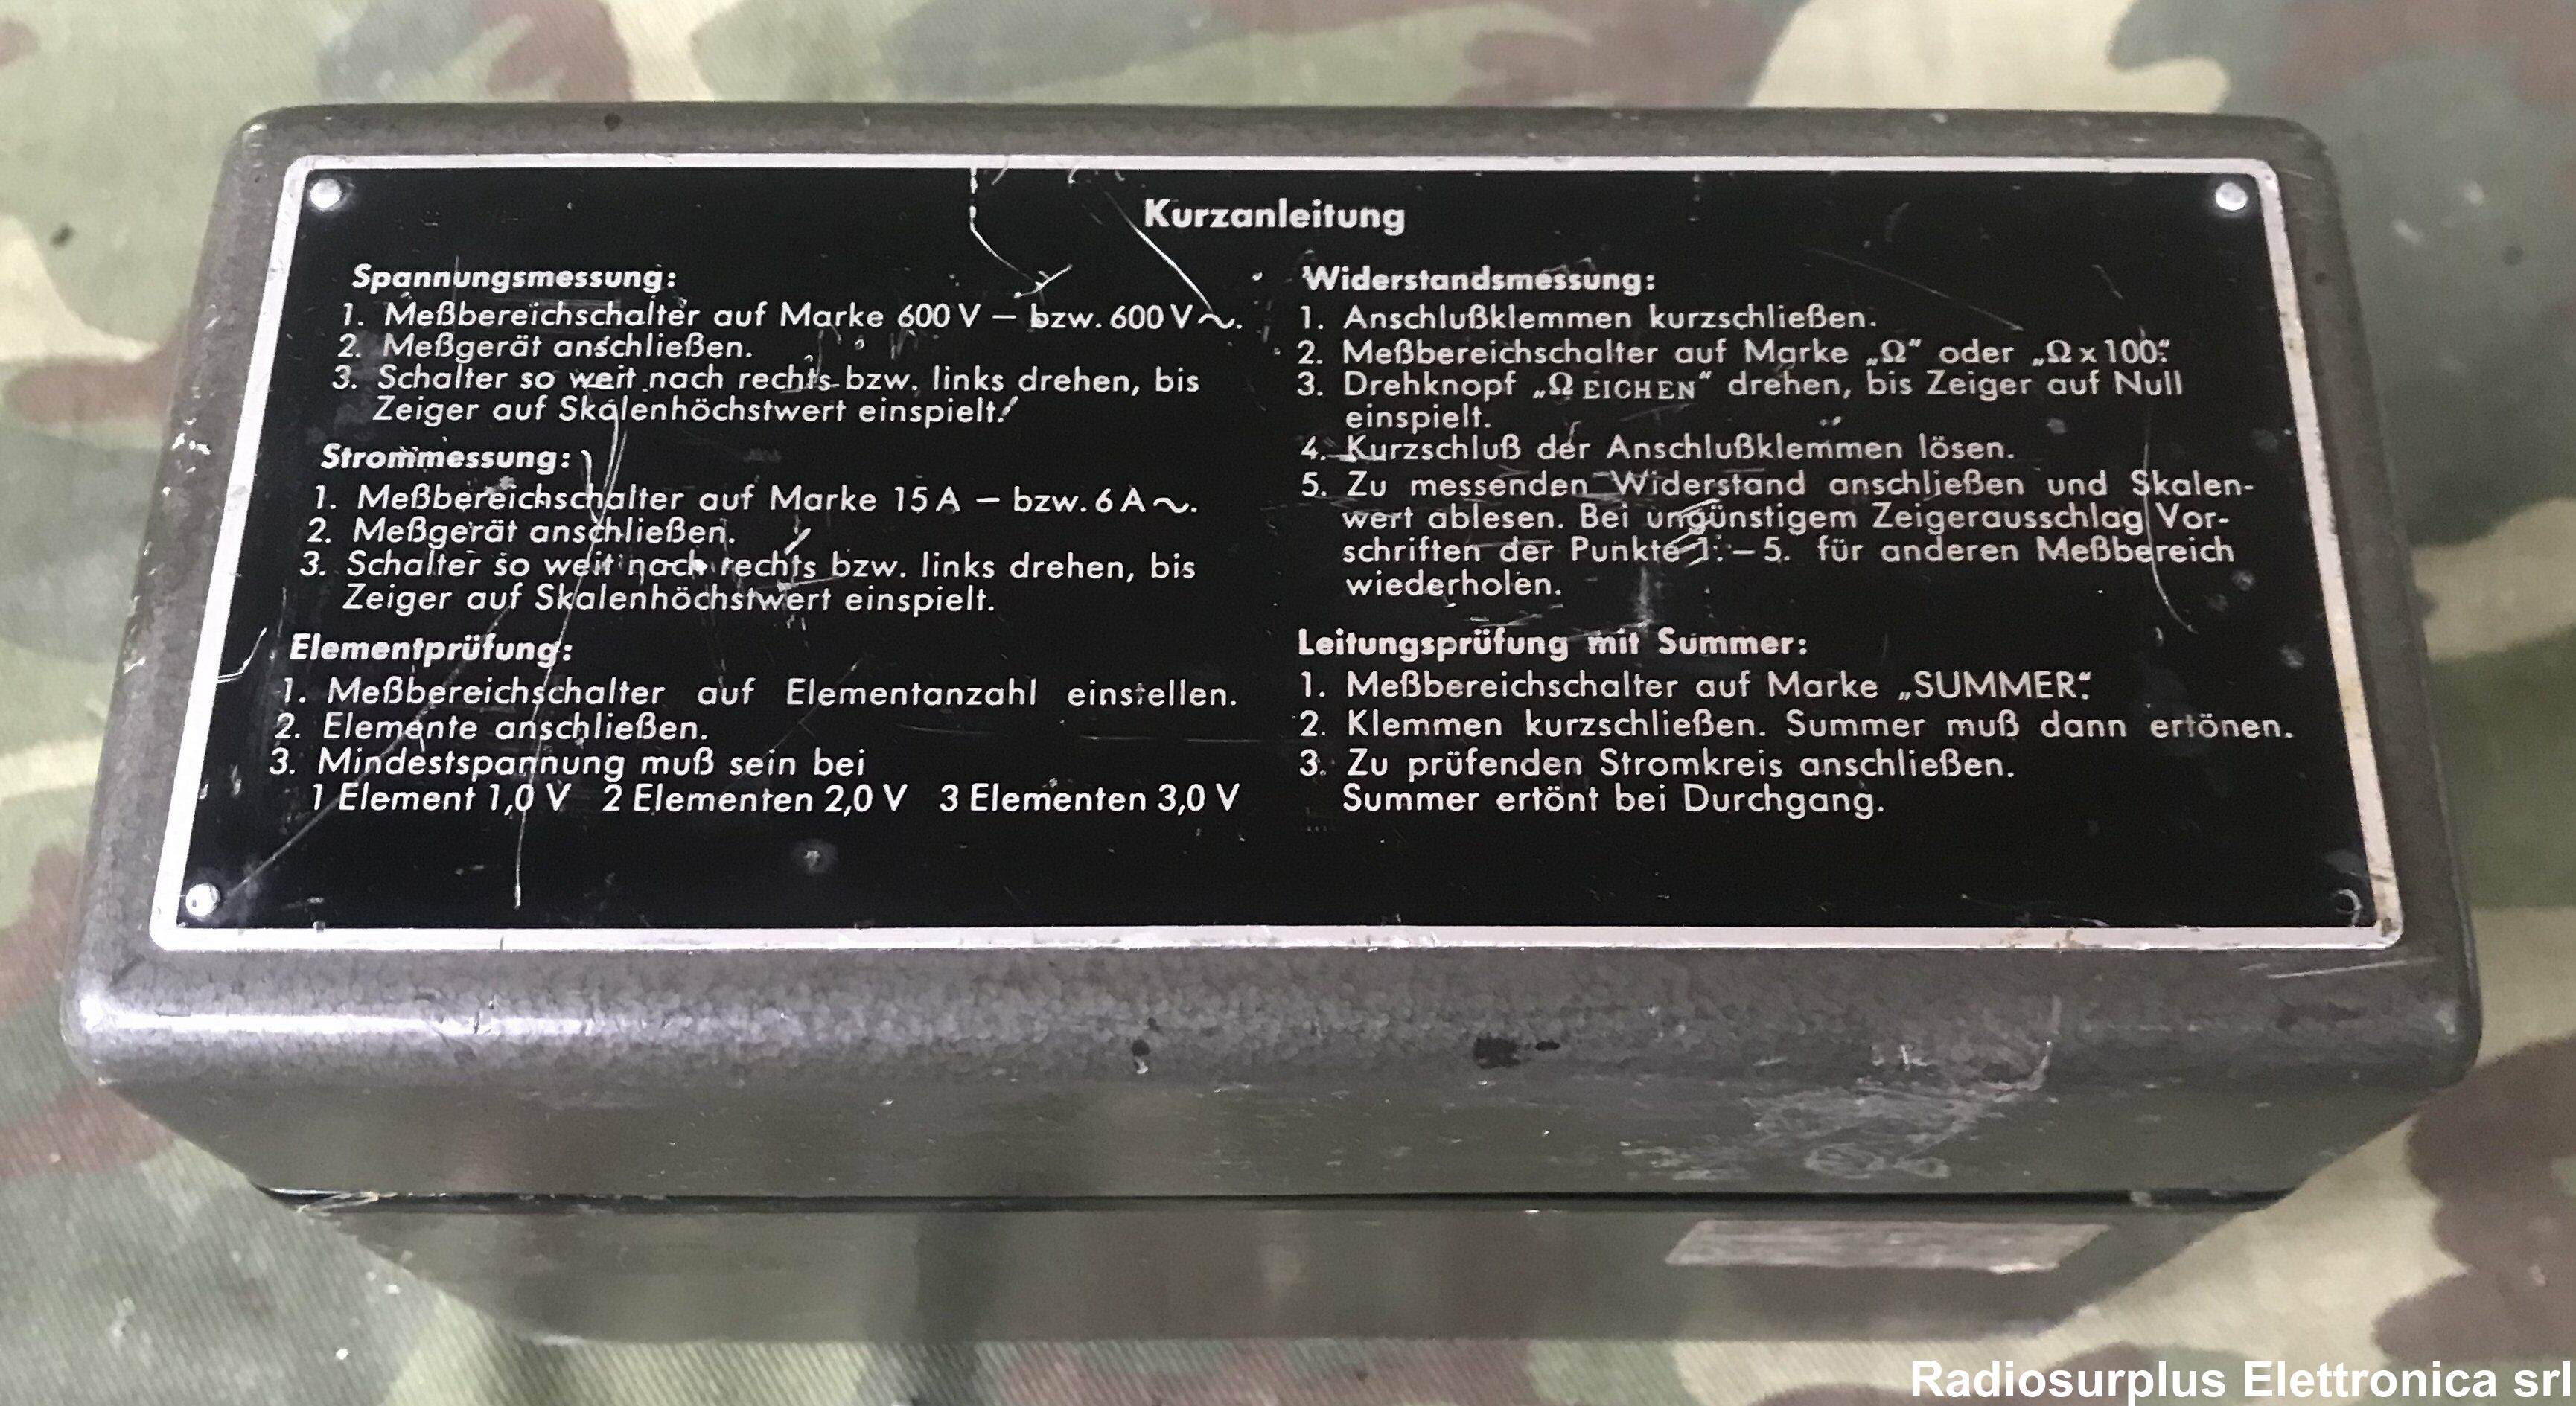 Kurzanleitung
Spannungsmessung:
1. Meßbereichschalter auf Marke 600 V – bzw. 600 V ~.
2. Meßgerät anschließen.
3. Schalter so weit nach rechts bzw. links drehen, bis
Zeiger auf Skalenhöchstwert einspielt.
Strommessung:
1. Meßbereichschalter auf Marke 15 A – bzw. 6 A ~.
2. Meßgerät anschließen.
3. Schalter so weit nach rechts bzw. links drehen, bis
Zeiger auf Skalenhöchstwert einspielt.
Elementprüfung:
1. Meßbereichschalter auf Elementanzahl einstellen.
2. Elemente anschließen.
3. Mindestspannung muß sein bei
1 Element 1,0 V 2 Elementen 2,0 V 3 Elementen 3,0 V
Widerstandsmessung:
1. Anschlußklemmen kurzschließen.
2. Meßbereichschalter auf Marke „Ω“ oder „Ω x 100“.
3. Drehknopf „Ω EICHEN“ drehen, bis Zeiger auf Null
einspielt.
4. Kurzschluß der Anschlußklemmen lösen.
5. Zu messenden Widerstand anschließen und Skalen-
wert ablesen. Bei ungünstigem Zeigerausschlag Vor-
schriften der Punkte 1. – 5. für anderen Meßbereich
wiederholen.
Leitungsprüfung mit Summer:
1. Meßbereichschalter auf Marke „SUMMER“.
2. Klemmen kurzschließen. Summer muß dann ertönen.
3. Zu prüfenden Stromkreis anschließen.
Summer ertönt bei Durchgang.
Radiosurplus Elettronica srl